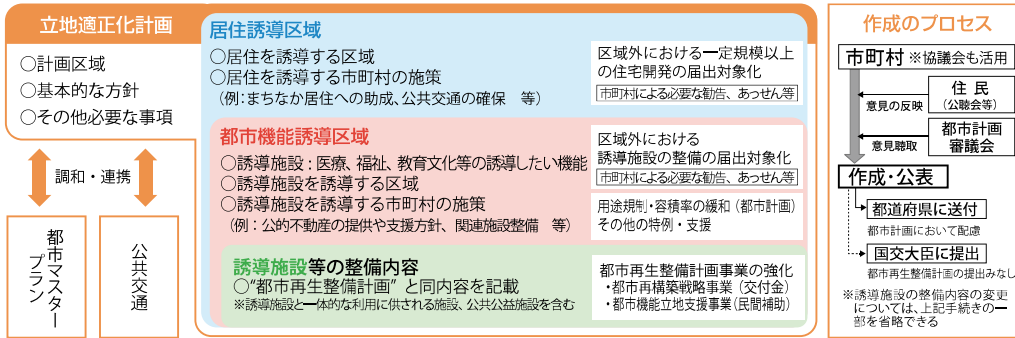 立地適正化計画
○計画区域
○基本的な方針
○その他必要な事項
調和・連携
都市マスタープラン
公共交通
居住誘導区域
○居住を誘導する区域
○居住を誘導する市町村の施策
（例：まちなか居住への助成、公共交通の確保　等）
区域外における一定規模以上
の住宅開発の届出対象化
市町村による必要な勧告、あっせん等
都市機能誘導区域
○誘導施設：医療、福祉、教育文化等の誘導したい機能
○誘導施設を誘導する区域
○誘導施設を誘導する市町村の施策
（例：公的不動産の提供や支援方針、関連施設整備　等）
区域外における
誘導施設の整備の届出対象化
市町村による必要な勧告、あっせん等
用途規制・容積率の緩和（都市計画）
その他の特例・支援
誘導施設等の整備内容
○“都市再生整備計画”と同内容を記載
※誘導施設と一体的な利用に供される施設、公共公益施設を含む
都市再生整備計画事業の強化
・都市再構築戦略事業（交付金）
・都市機能立地支援事業（民間補助）
作成のプロセス
市町村 ※協議会も活用
住民
（公聴会等）
意見の反映
都市計画
審議会
意見聴取
作成・公表
都道府県に送付
都市計画において配慮
国交大臣に提出
都市再生整備計画の提出みなし
※誘導施設の整備内容の変更
については、上記手続きの一
部を省略できる